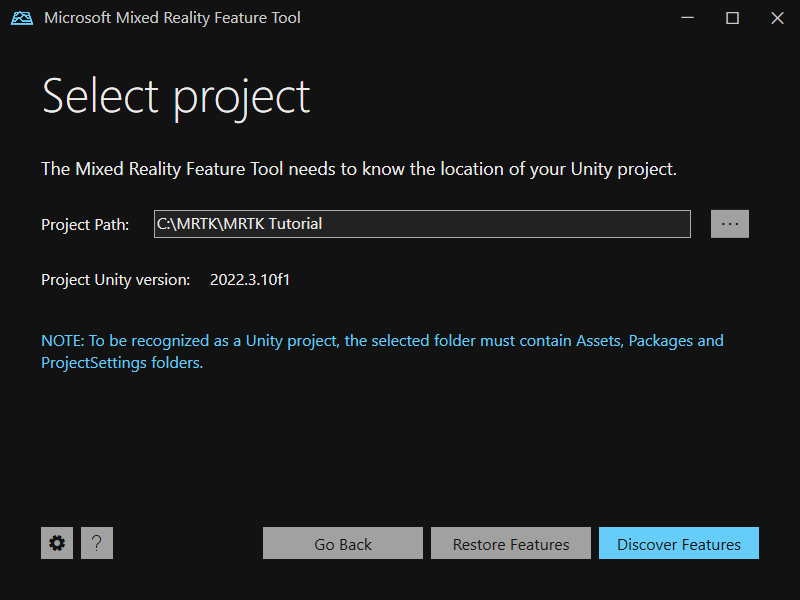 Microsoft Mixed Reality Feature Tool
Select project
The Mixed Reality Feature Tool needs to know the location of your Unity project.
Project Path: C:\MRTK\MRTK Tutorial ...
Project Unity version: 2022.3.10f1
NOTE: To be recognized as a Unity project, the selected folder must contain Assets, Packages and
ProjectSettings folders.
? Go Back Restore Features Discover Features